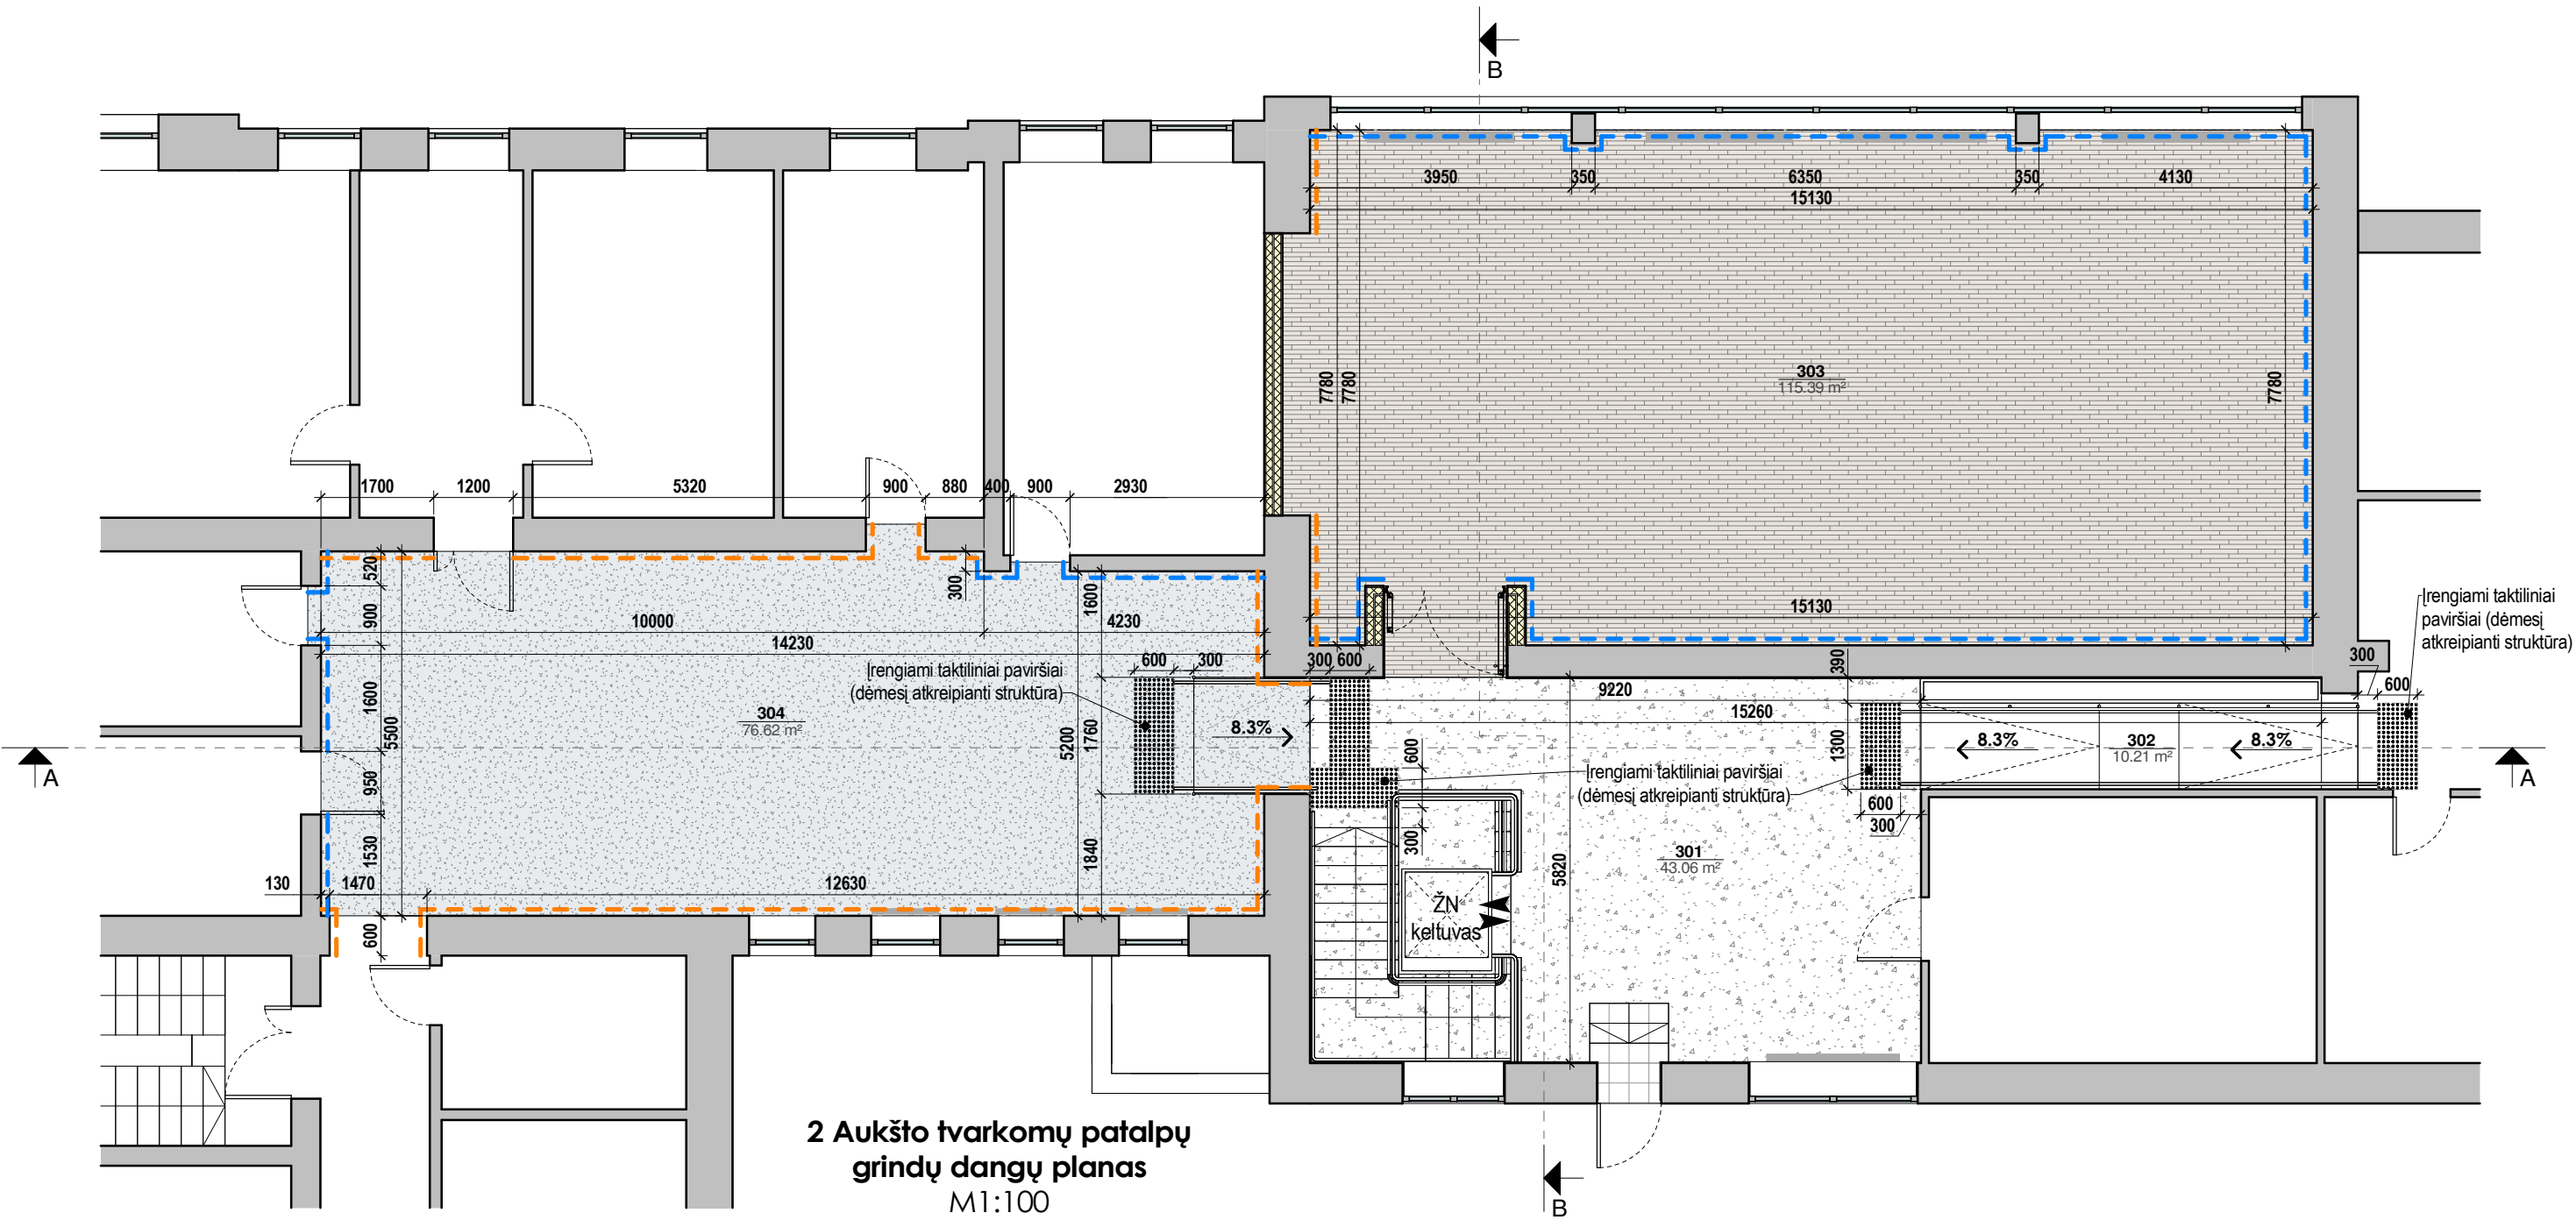 B
3950
350
6350
350
4130
15130
7780
7780
303
115.39 m²
7780
1700
1200
5320
900
880
400
900
2930
520
300
1600
900
10000
4230
15130
14230
Įrengiami taktiliniai
paviršiai (dėmesį
atkreipianti struktūra)
600
300
300
600
390
300
600
Įrengiami taktiliniai paviršiai
(dėmesį atkreipianti struktūra)
1600
5500
9220
304
76.62 m²
5200
1760
8.3%
15260
600
1300
8.3%
302
10.21 m²
8.3%
A
A
950
Įrengiami taktiliniai paviršiai
(dėmesį atkreipianti struktūra)
600
300
300
1530
1840
5820
301
43.06 m²
130
1470
12630
ŽN
keltuvas
600
2 Aukšto tvarkomų patalpų
grindų dangų planas
M1:100
B